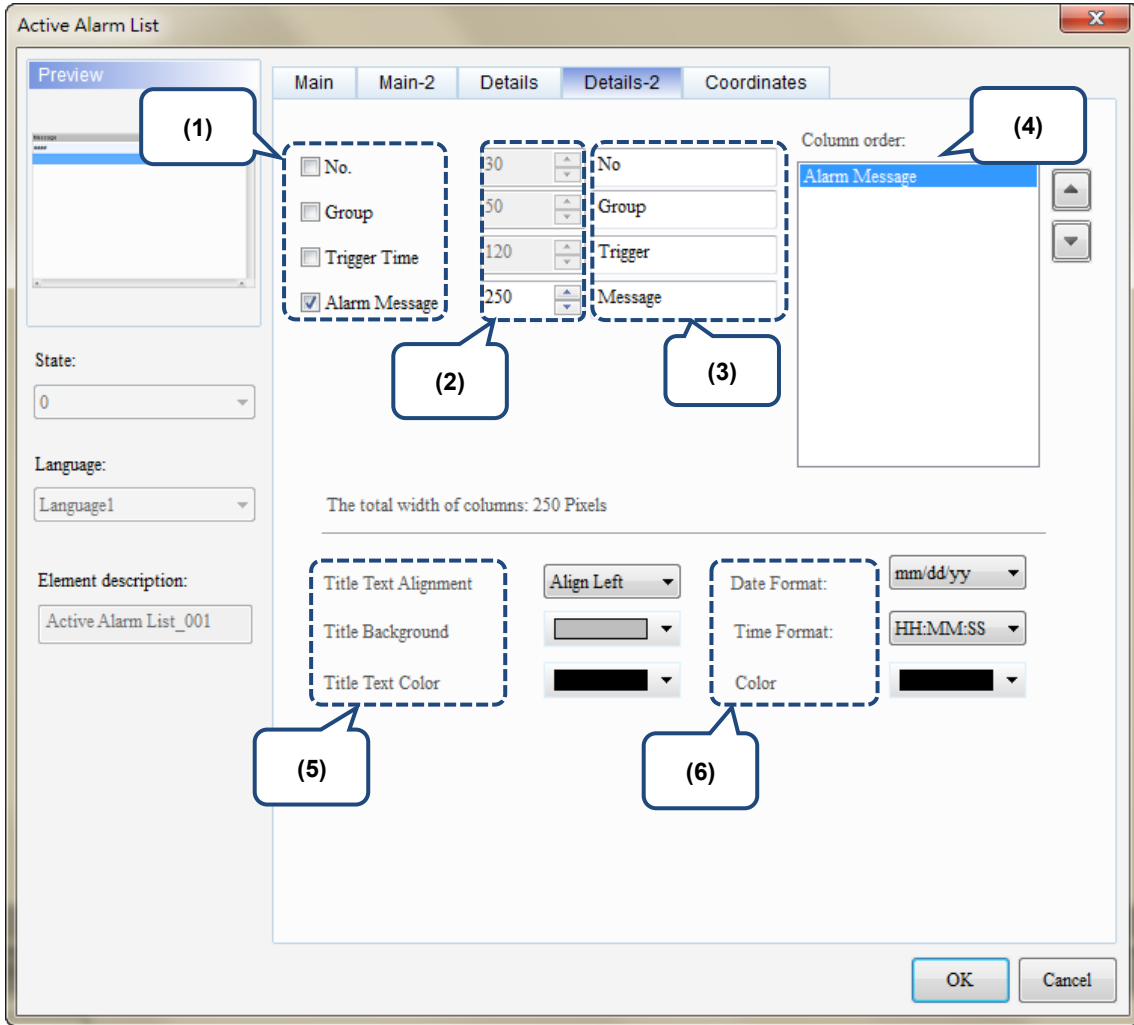 Active Alarm List
Preview
Message
####
Main Main-2 Details Details-2 Coordinates
(1)
(4)
Column order:
No. 30 No
Alarm Message
Group 50 Group
Trigger Time 120 Trigger
Alarm Message 250 Message
(2)
(3)
State:
0
Language:
Language1
Element description:
Active Alarm List_001
The total width of columns: 250 Pixels
Title Text Alignment Align Left Date Format: mm/dd/yy
Title Background Time Format: HH:MM:SS
Title Text Color Color
(5)
(6)
OK Cancel